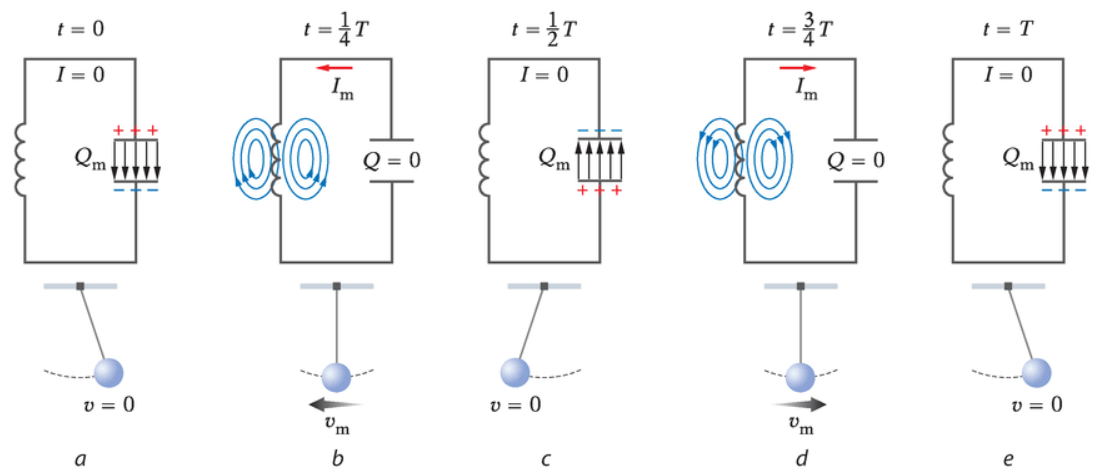 t = 0
I = 0
+ + +
Q_m
– – –
v = 0
a
t = 1/4 T
I_m
Q = 0
v_m
b
t = 1/2 T
I = 0
– – –
Q_m
+ + +
v = 0
c
t = 3/4 T
I_m
Q = 0
v_m
d
t = T
I = 0
+ + +
Q_m
– – –
v = 0
e